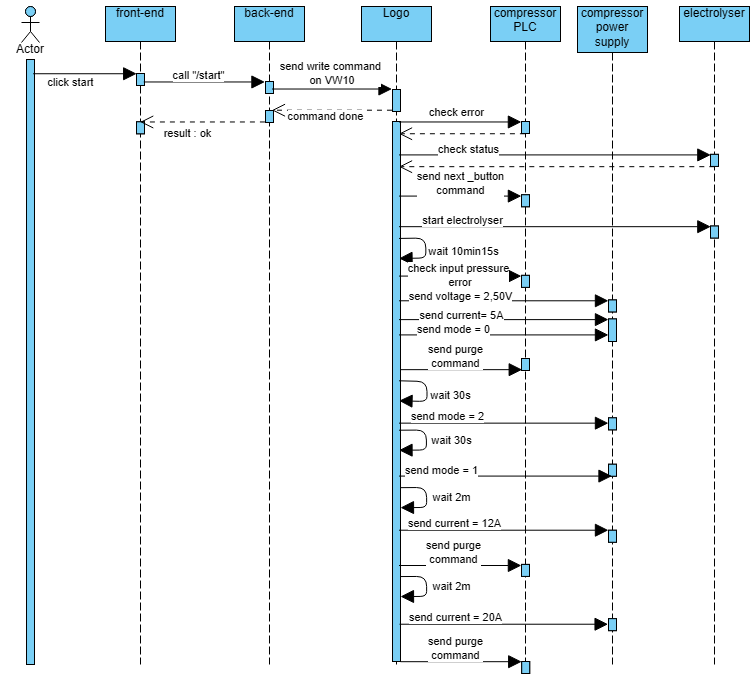 front-end
back-end
Logo
compressor
PLC
compressor
power
supply
electrolyser
Actor
click start
call "/start"
send write command
on VW10
command done
result : ok
check error
check status
send next _button
command
start electrolyser
wait 10min15s
check input pressure
error
send voltage = 2,50V
send current= 5A
send mode = 0
send purge
command
wait 30s
send mode = 2
wait 30s
send mode = 1
wait 2m
send current = 12A
send purge
command
wait 2m
send current = 20A
send purge
command